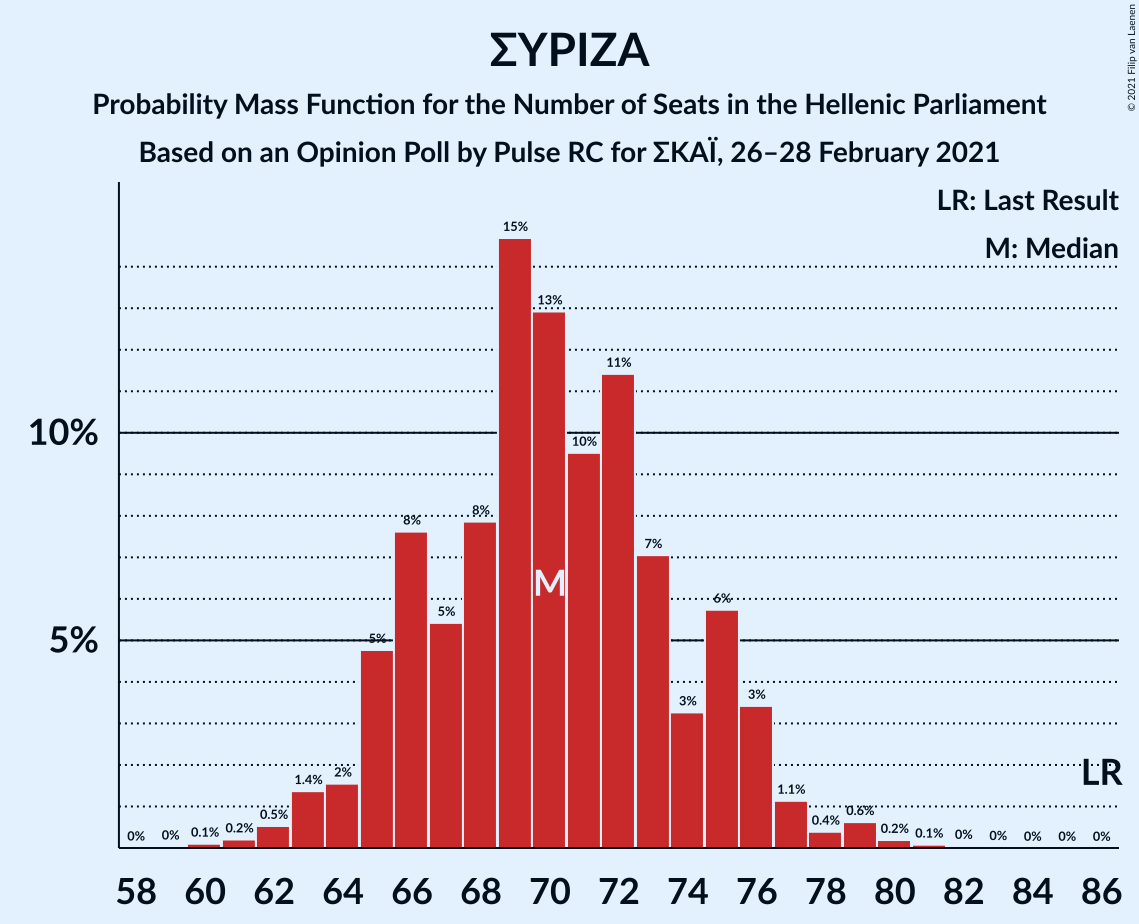 ΣΥΡΙΖΑ
Probability Mass Function for the Number of Seats in the Hellenic Parliament
Based on an Opinion Poll by Pulse RC for ΣΚΑΪ, 26–28 February 2021
© 2021 Filip van Laenen
LR: Last Result
M: Median
15%
13%
11%
10%
10%
8%
8%
7%
6%
5%
5%
5%
3%
3%
M
LR
1.4%
2%
1.1%
0.5%
0.6%
0.4%
0% 0% 0.1% 0.2% 0.2% 0.1% 0% 0% 0% 0% 0%
58 60 62 64 66 68 70 72 74 76 78 80 82 84 86